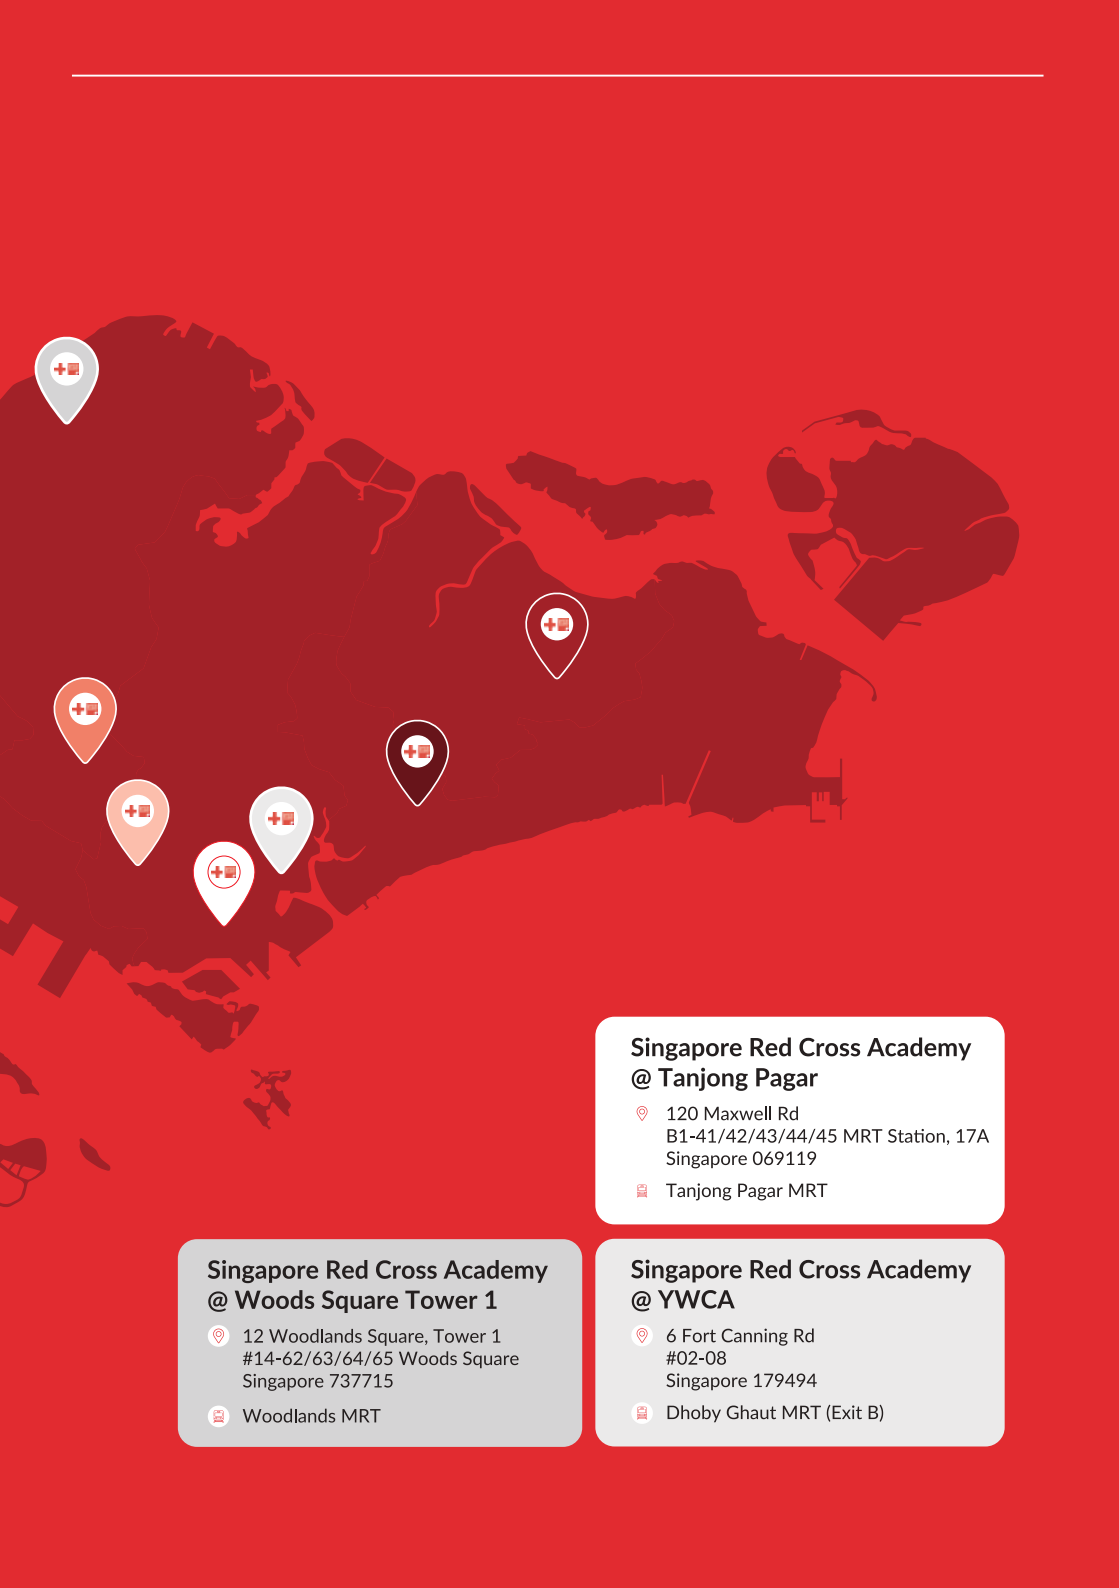 Singapore Red Cross Academy
@ Tanjong Pagar
120 Maxwell Rd
B1-41/42/43/44/45 MRT Station, 17A
Singapore 069119
Tanjong Pagar MRT
Singapore Red Cross Academy
@ Woods Square Tower 1
12 Woodlands Square, Tower 1
#14-62/63/64/65 Woods Square
Singapore 737715
Woodlands MRT
Singapore Red Cross Academy
@ YWCA
6 Fort Canning Rd
#02-08
Singapore 179494
Dhoby Ghaut MRT (Exit B)